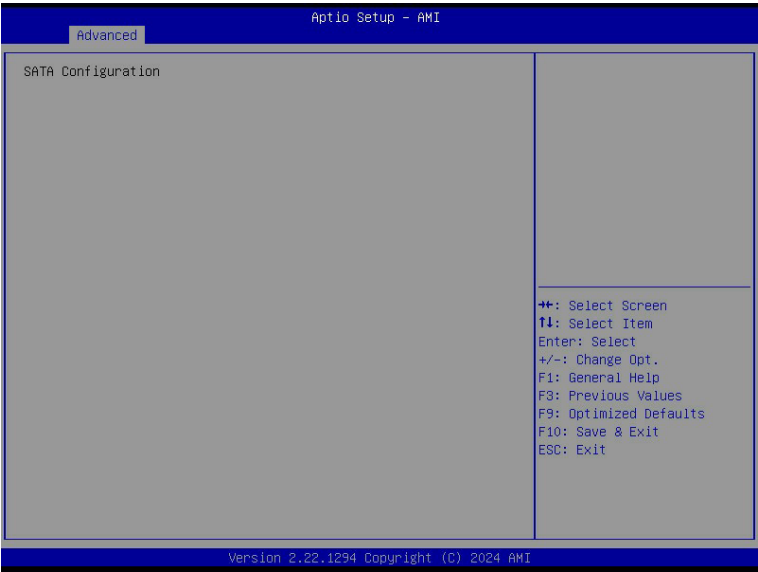 Aptio Setup – AMI
Advanced
SATA Configuration
→←: Select Screen
↑↓: Select Item
Enter: Select
+/-: Change Opt.
F1: General Help
F3: Previous Values
F9: Optimized Defaults
F10: Save & Exit
ESC: Exit
Version 2.22.1294 Copyright (C) 2024 AMI